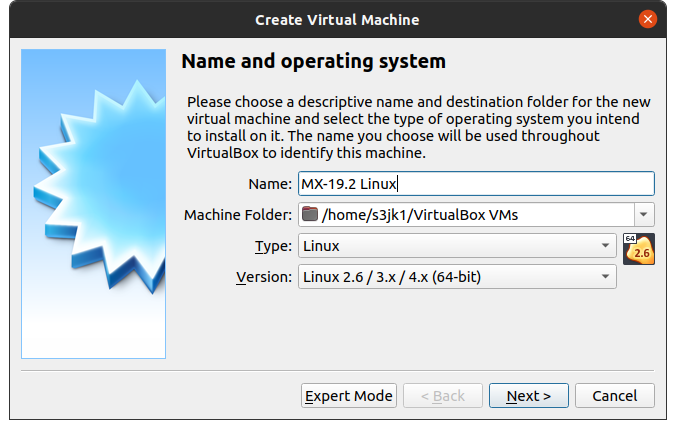 Create Virtual Machine
Name and operating system
Please choose a descriptive name and destination folder for the new
virtual machine and select the type of operating system you intend
to install on it. The name you choose will be used throughout
VirtualBox to identify this machine.
Name: MX-19.2 Linux
Machine Folder: /home/s3jk1/VirtualBox VMs
Type: Linux
64
2.6
Version: Linux 2.6 / 3.x / 4.x (64-bit)
Expert Mode < Back Next > Cancel